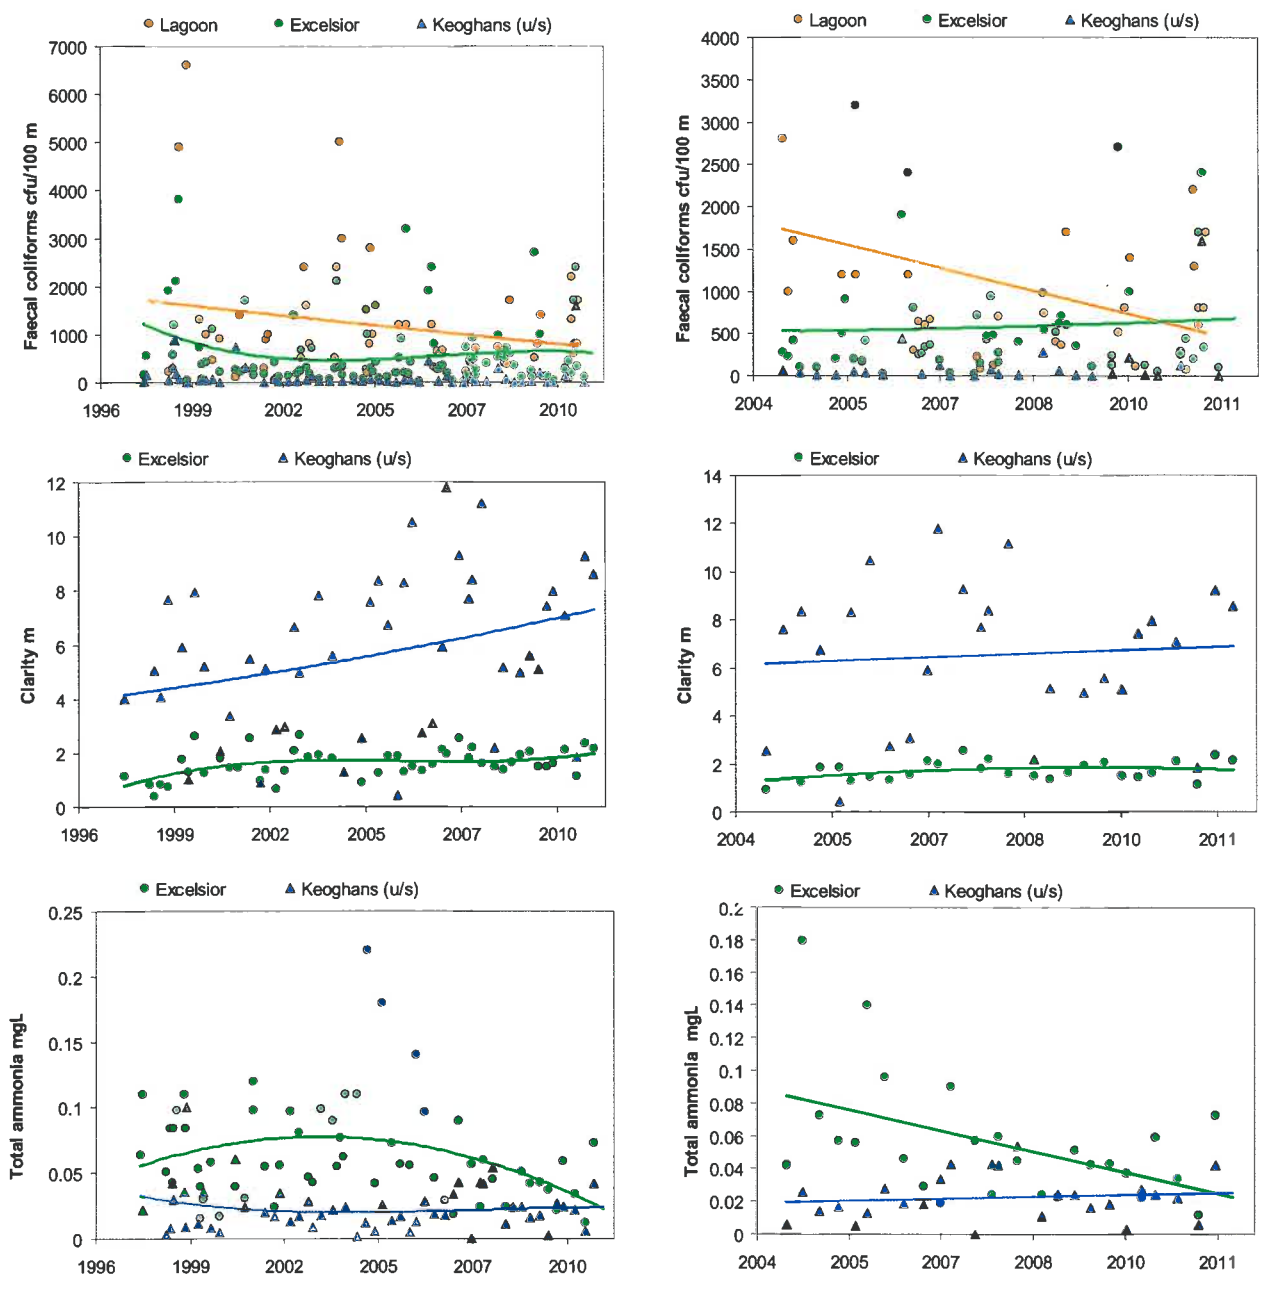 Lagoon Excelsior Keoghans (u/s)
Faecal coliforms cfu/100 m
7000
6000
5000
4000
3000
2000
1000
0
1996 1999 2002 2005 2007 2010
Lagoon Excelsior Keoghans (u/s)
Faecal coliforms cfu/100 m
4000
3500
3000
2500
2000
1500
1000
500
0
2004 2005 2007 2008 2010 2011
Excelsior Keoghans (u/s)
Clarity m
12
10
8
6
4
2
0
1996 1999 2002 2005 2007 2010
Excelsior Keoghans (u/s)
Clarity m
14
12
10
8
6
4
2
0
2004 2005 2007 2008 2010 2011
Excelsior Keoghans (u/s)
Total ammonia mgL
0.25
0.2
0.15
0.1
0.05
0
1996 1999 2002 2005 2007 2010
Excelsior Keoghans (u/s)
Total ammonia mgL
0.2
0.18
0.16
0.14
0.12
0.1
0.08
0.06
0.04
0.02
0
2004 2005 2007 2008 2010 2011